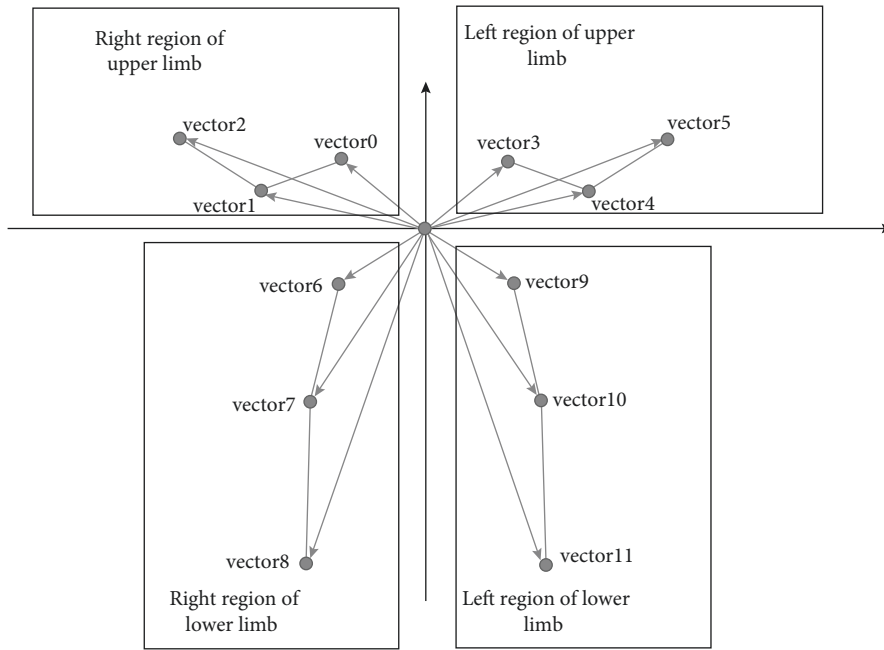 Right region of
upper limb
Left region of upper
limb
vector2
vector0
vector3
vector5
vector1
vector4
vector6
vector9
vector7
vector10
vector8
vector11
Right region of
lower limb
Left region of lower
limb